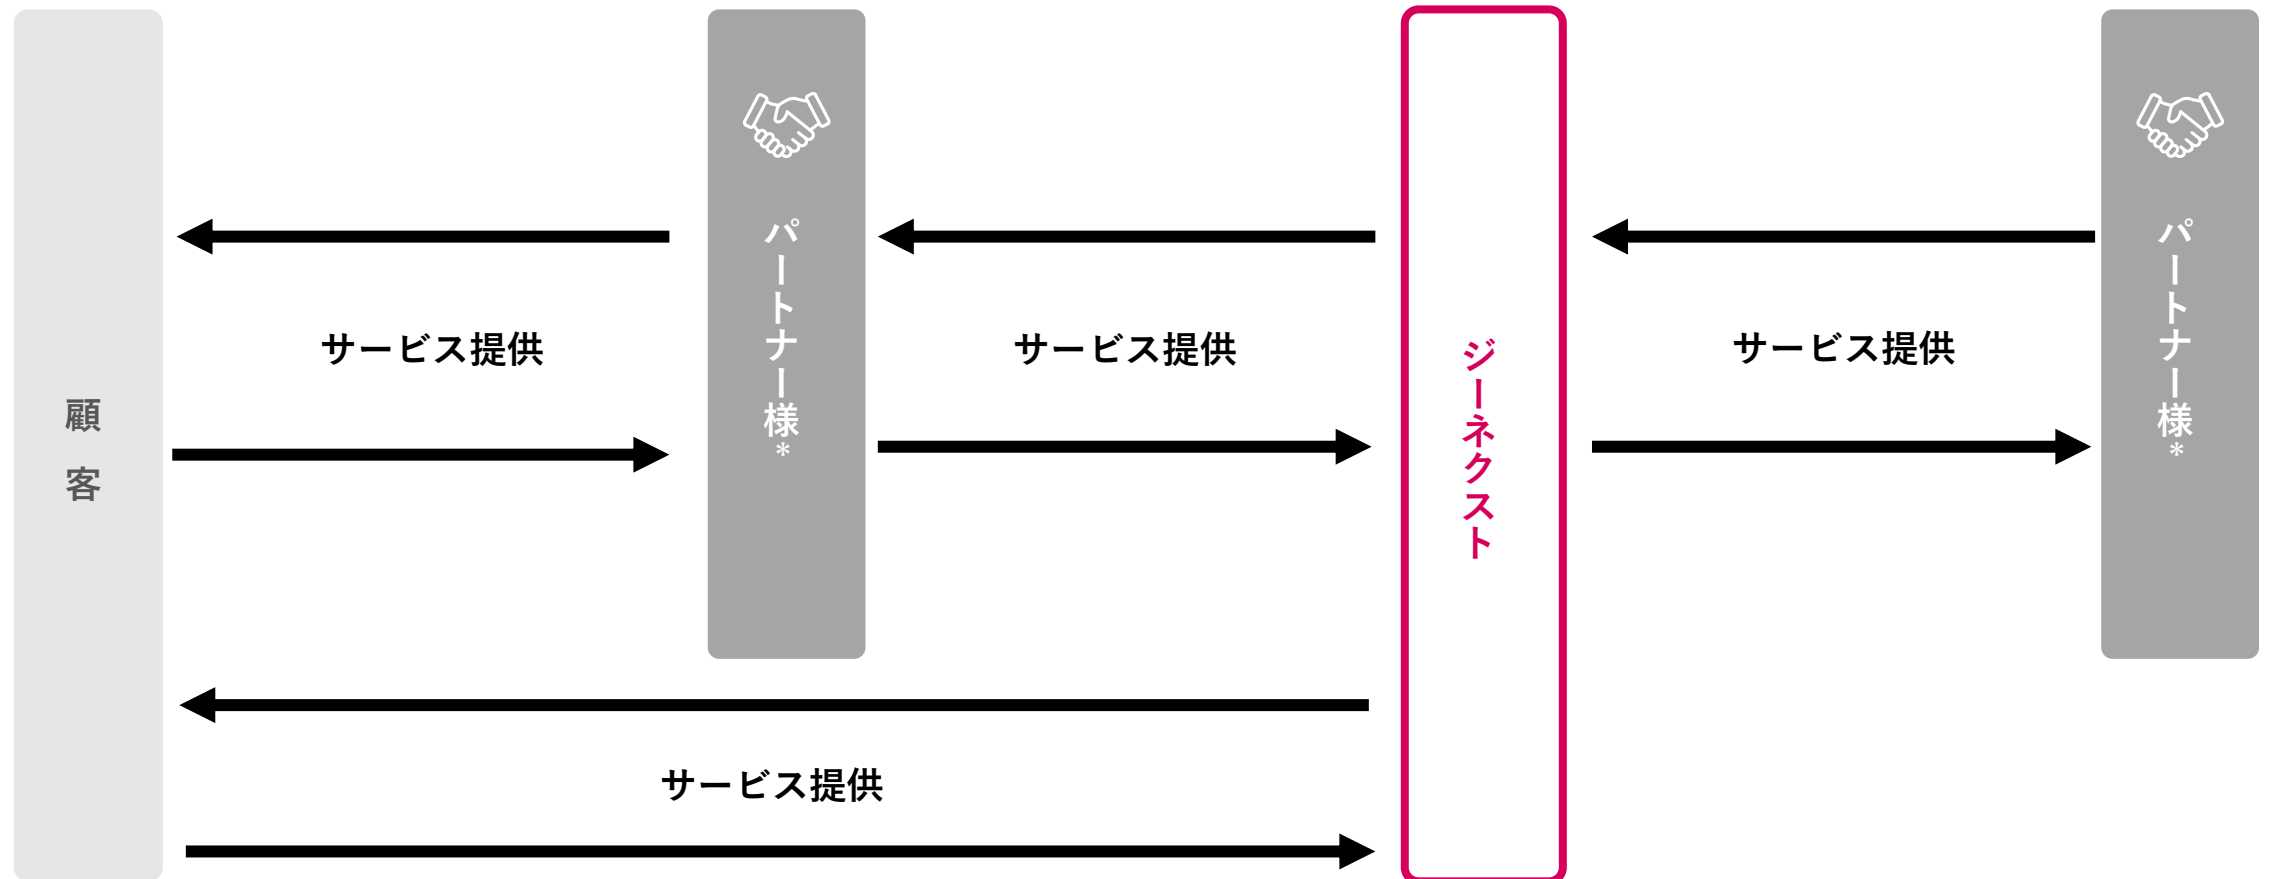 顧客
サービス提供
パートナー様*
サービス提供
ジーネクスト
サービス提供
パートナー様*
サービス提供